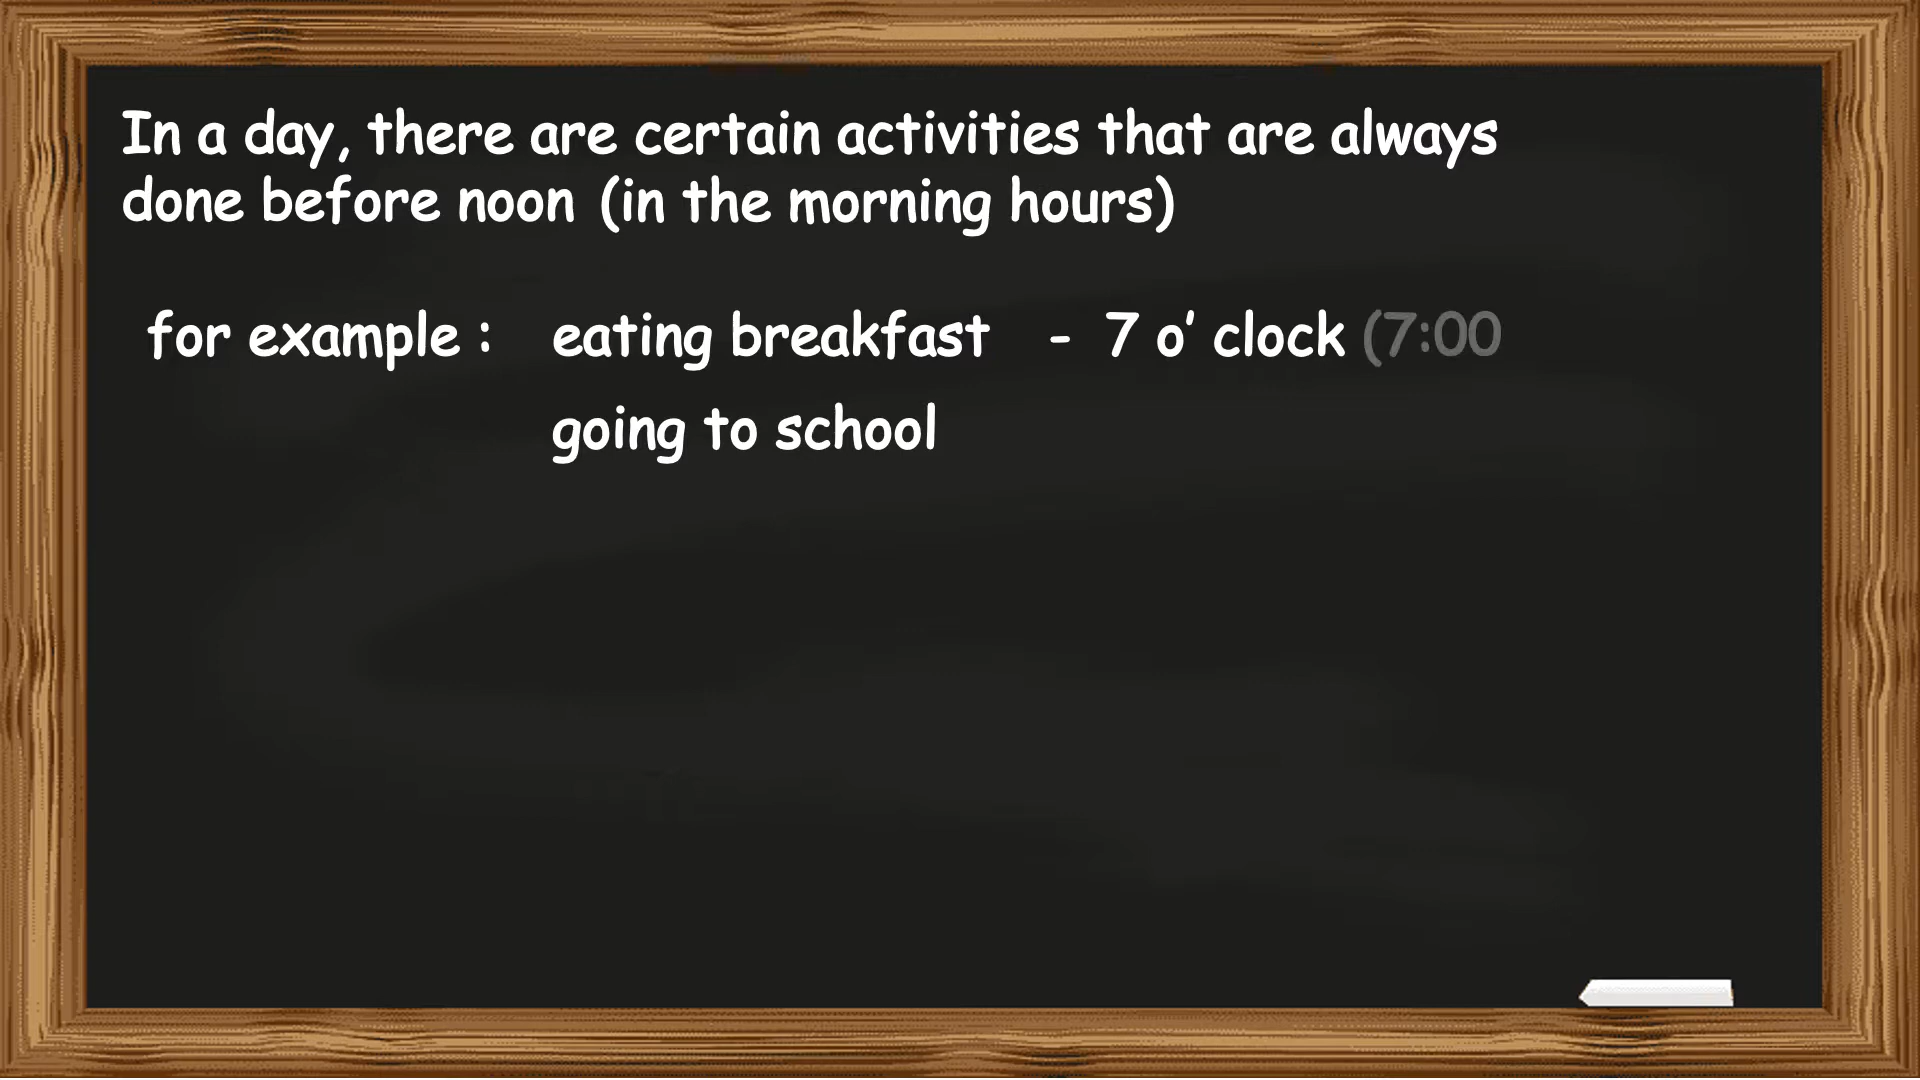 In a day, there are certain activities that are always
done before noon (in the morning hours)
for example : eating breakfast - 7 o' clock (7:00
going to school